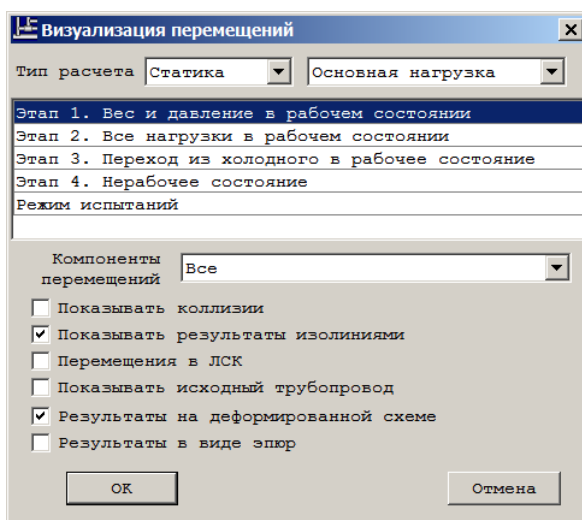 Визуализация перемещений
Тип расчета Статика Основная нагрузка
Этап 1. Вес и давление в рабочем состоянии
Этап 2. Все нагрузки в рабочем состоянии
Этап 3. Переход из холодного в рабочее состояние
Этап 4. Нерабочее состояние
Режим испытаний
Компоненты
перемещений
Все
Показывать коллизии
Показывать результаты изолиниями
Перемещения в ЛСК
Показывать исходный трубопровод
Результаты на деформированной схеме
Результаты в виде эпюр
OK Отмена